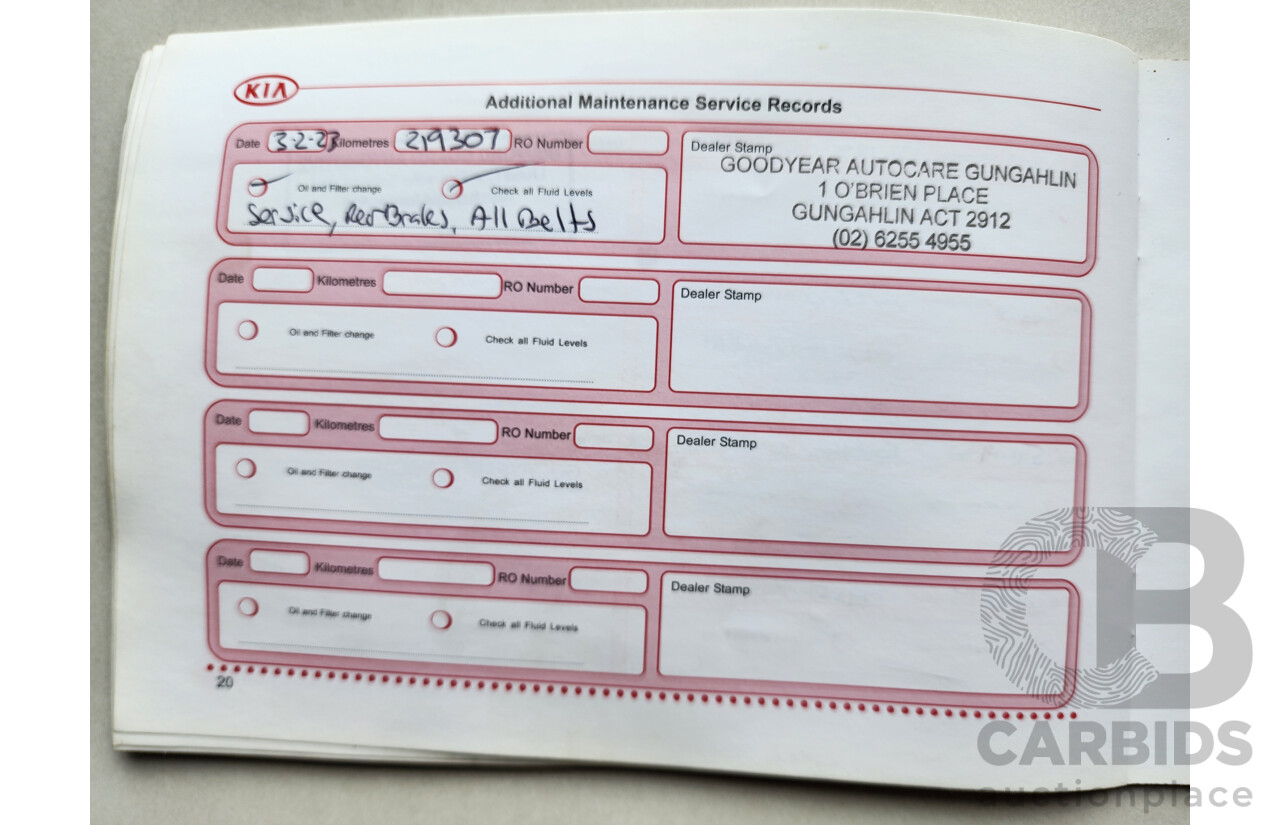 KIA
Additional Maintenance Service Records
Date 3-2-23 Kilometres 219307 RO Number
Oil and Filter change Check all Fluid Levels
Service, Rear Brakes, All Belts
Dealer Stamp
GOODYEAR AUTOCARE GUNGAHLIN
1 O'BRIEN PLACE
GUNGAHLIN ACT 2912
(02) 6255 4955
Date Kilometres RO Number
Oil and Filter change Check all Fluid Levels
Dealer Stamp
Date Kilometres RO Number
Oil and Filter change Check all Fluid Levels
Dealer Stamp
Date Kilometres RO Number
Oil and Filter change Check all Fluid Levels
Dealer Stamp
20
CB
CARBIDS
auctionplace